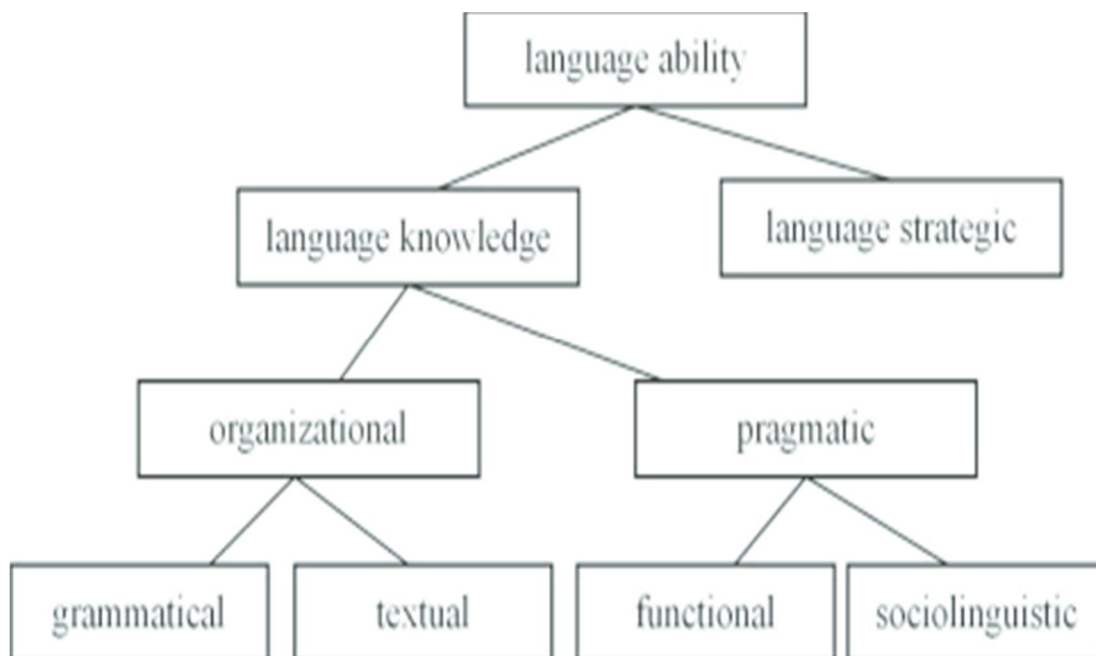 language ability
language knowledge
language strategic
organizational
pragmatic
grammatical
textual
functional
sociolinguistic